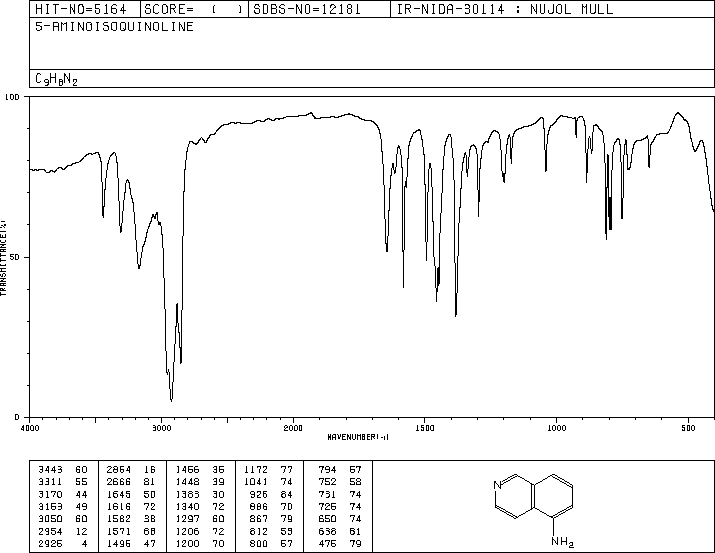 HIT-NO=5164 SCORE= ( ) SDBS-NO=12181 IR-NIDA-30114 : NUJOL MULL
5-AMINOISOQUINOLINE
C9H8N2
100
50
0
TRANSMITTANCE(%)
4000 3000 2000 1500 1000 500
WAVENUMBER(-1)
3443 60 2854 16 1456 35 1172 77 794 57
3311 55 2666 81 1448 39 1041 74 752 58
3170 44 1645 50 1383 30 926 84 731 74
3163 49 1616 72 1340 72 886 70 725 74
3050 60 1582 38 1297 60 867 79 650 74
2954 12 1571 68 1206 72 812 53 636 81
2925 4 1495 47 1200 70 800 57 475 79
N
NH2